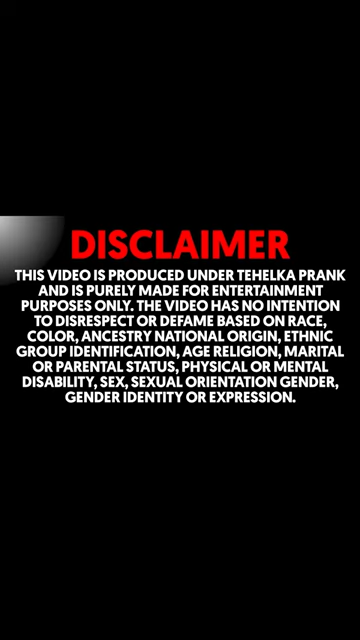 DISCLAIMER
THIS VIDEO IS PRODUCED UNDER TEHELKA PRANK
AND IS PURELY MADE FOR ENTERTAINMENT
PURPOSES ONLY. THE VIDEO HAS NO INTENTION
TO DISRESPECT OR DEFAME BASED ON RACE,
COLOR, ANCESTRY NATIONAL ORIGIN, ETHNIC
GROUP IDENTIFICATION, AGE RELIGION, MARITAL
OR PARENTAL STATUS, PHYSICAL OR MENTAL
DISABILITY, SEX, SEXUAL ORIENTATION GENDER,
GENDER IDENTITY OR EXPRESSION.